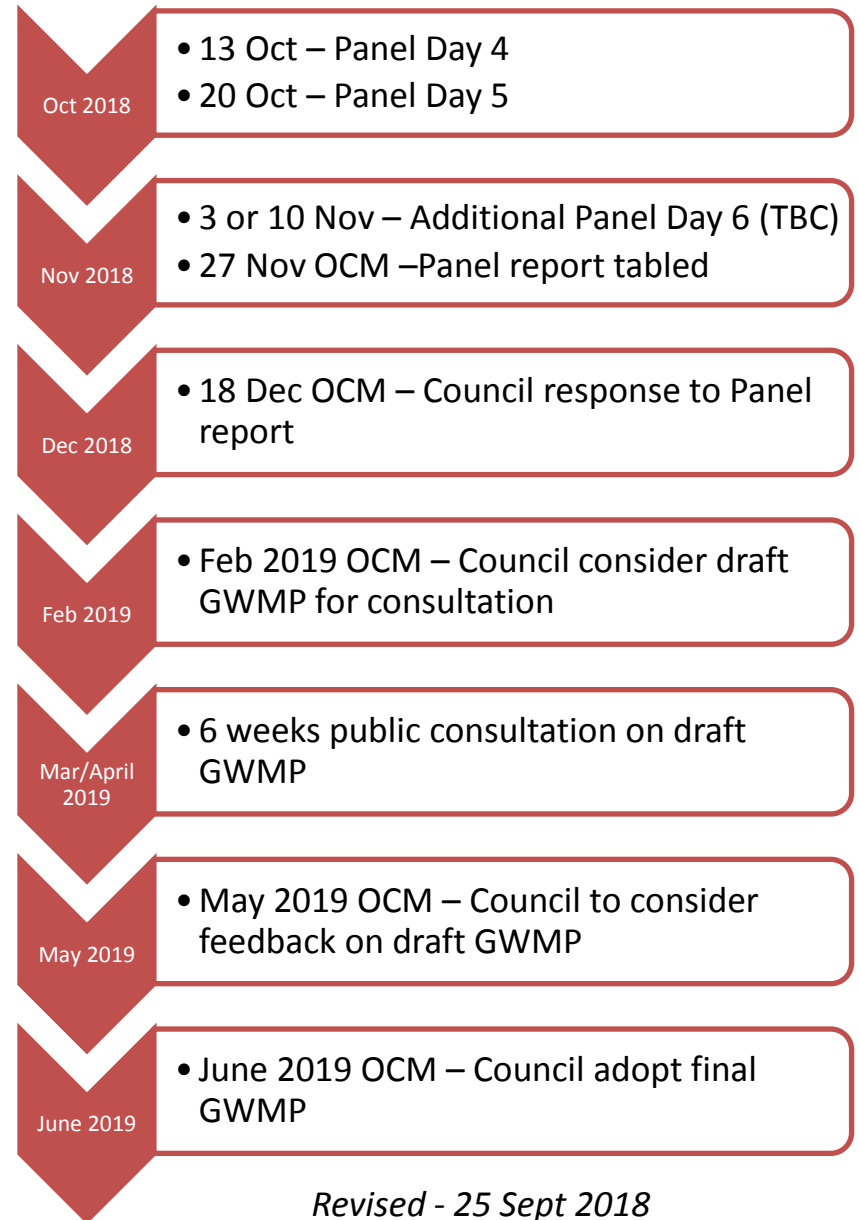 Oct 2018
• 13 Oct – Panel Day 4
• 20 Oct – Panel Day 5
Nov 2018
• 3 or 10 Nov – Additional Panel Day 6 (TBC)
• 27 Nov OCM –Panel report tabled
Dec 2018
• 18 Dec OCM – Council response to Panel
report
Feb 2019
• Feb 2019 OCM – Council consider draft
GWMP for consultation
Mar/April
2019
• 6 weeks public consultation on draft
GWMP
May 2019
• May 2019 OCM – Council to consider
feedback on draft GWMP
June 2019
• June 2019 OCM – Council adopt final
GWMP
Revised - 25 Sept 2018